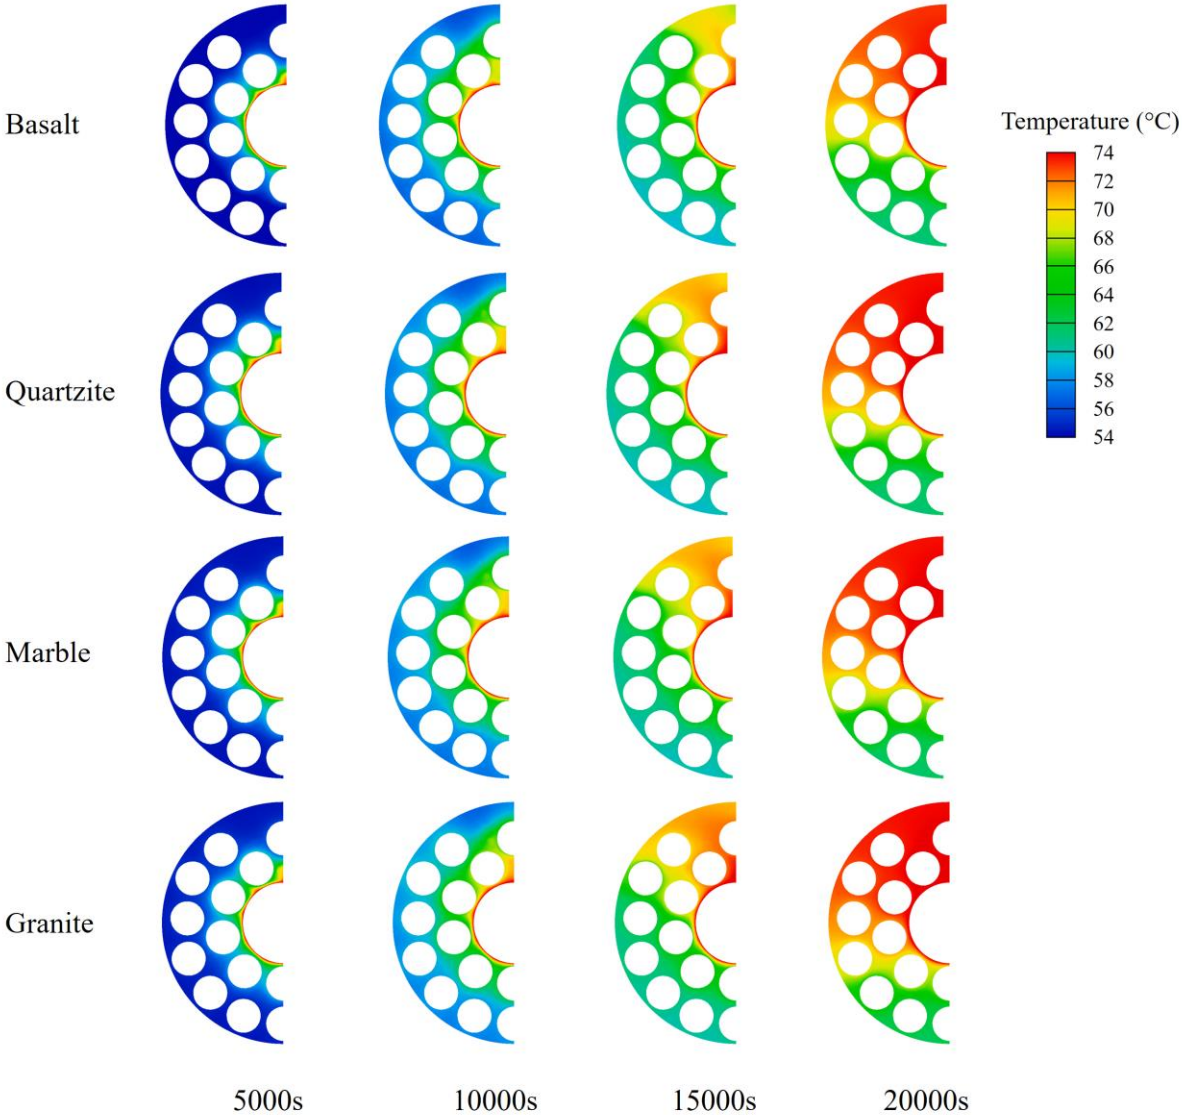 Basalt
Temperature (°C)
74
72
70
68
66
64
62
60
58
56
54
Quartzite
Marble
Granite
5000s
10000s
15000s
20000s